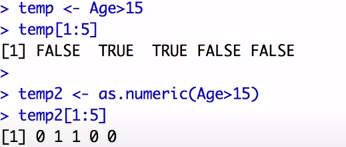 > temp <- Age>15
> temp[1:5]
[1] FALSE  TRUE  TRUE FALSE FALSE
>
> temp2 <- as.numeric(Age>15)
> temp2[1:5]
[1] 0 1 1 0 0